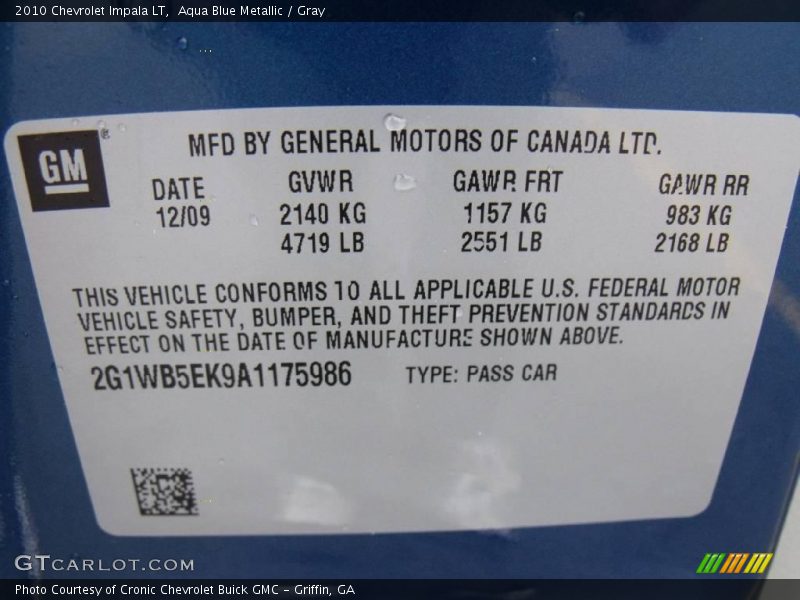 2010 Chevrolet Impala LT, Aqua Blue Metallic / Gray
GM
MFD BY GENERAL MOTORS OF CANADA LTD.
DATE GVWR GAWR FRT GAWR RR
12/09 2140 KG 1157 KG 983 KG
4719 LB 2551 LB 2168 LB
THIS VEHICLE CONFORMS TO ALL APPLICABLE U.S. FEDERAL MOTOR
VEHICLE SAFETY, BUMPER, AND THEFT PREVENTION STANDARDS IN
EFFECT ON THE DATE OF MANUFACTURE SHOWN ABOVE.
2G1WB5EK9A1175986 TYPE: PASS CAR
GTCARLOT.COM
Photo Courtesy of Cronic Chevrolet Buick GMC - Griffin, GA